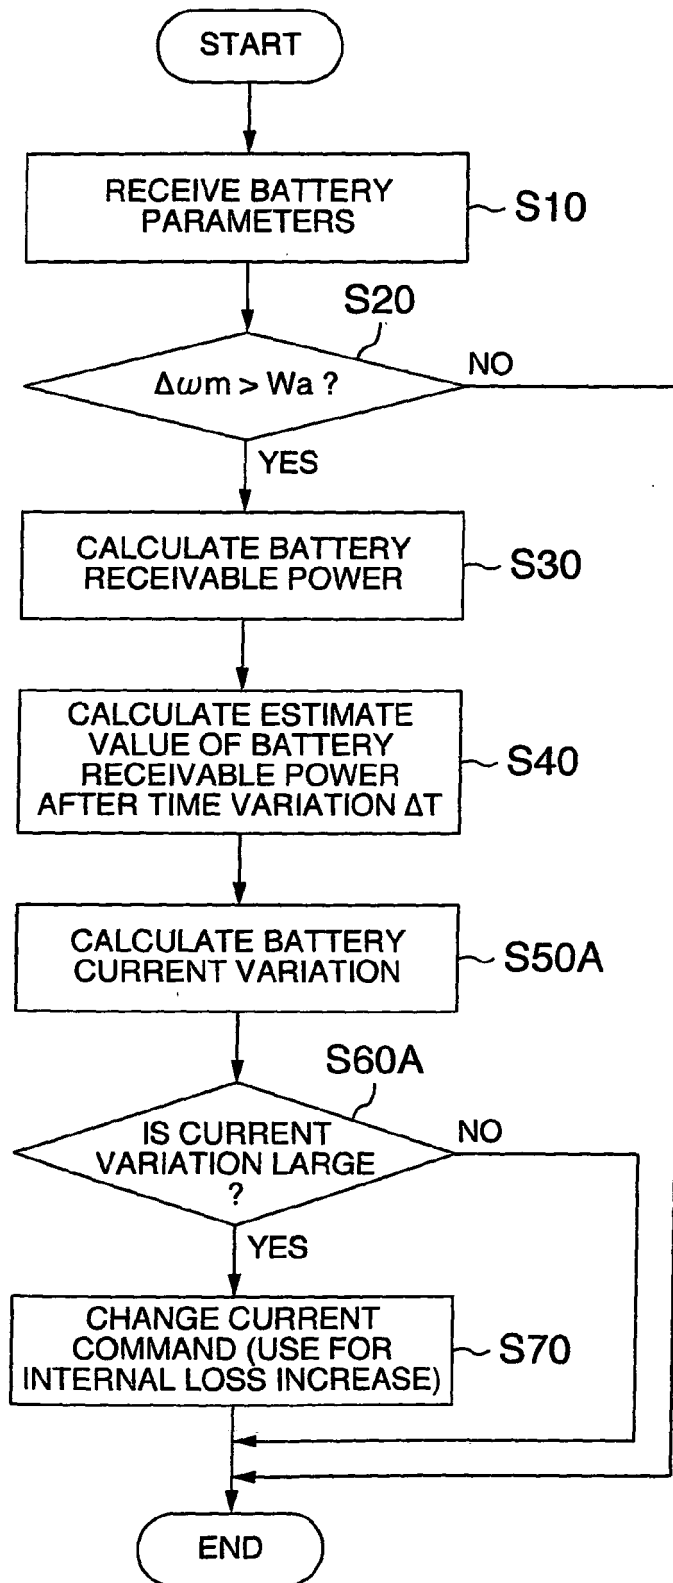 START
RECEIVE BATTERY
PARAMETERS
S10
S20
Δωm > Wa ?
NO
YES
CALCULATE BATTERY
RECEIVABLE POWER
S30
CALCULATE ESTIMATE
VALUE OF BATTERY
RECEIVABLE POWER
AFTER TIME VARIATION ΔT
S40
CALCULATE BATTERY
CURRENT VARIATION
S50A
S60A
IS CURRENT
VARIATION LARGE
?
NO
YES
CHANGE CURRENT
COMMAND (USE FOR
INTERNAL LOSS INCREASE)
S70
END